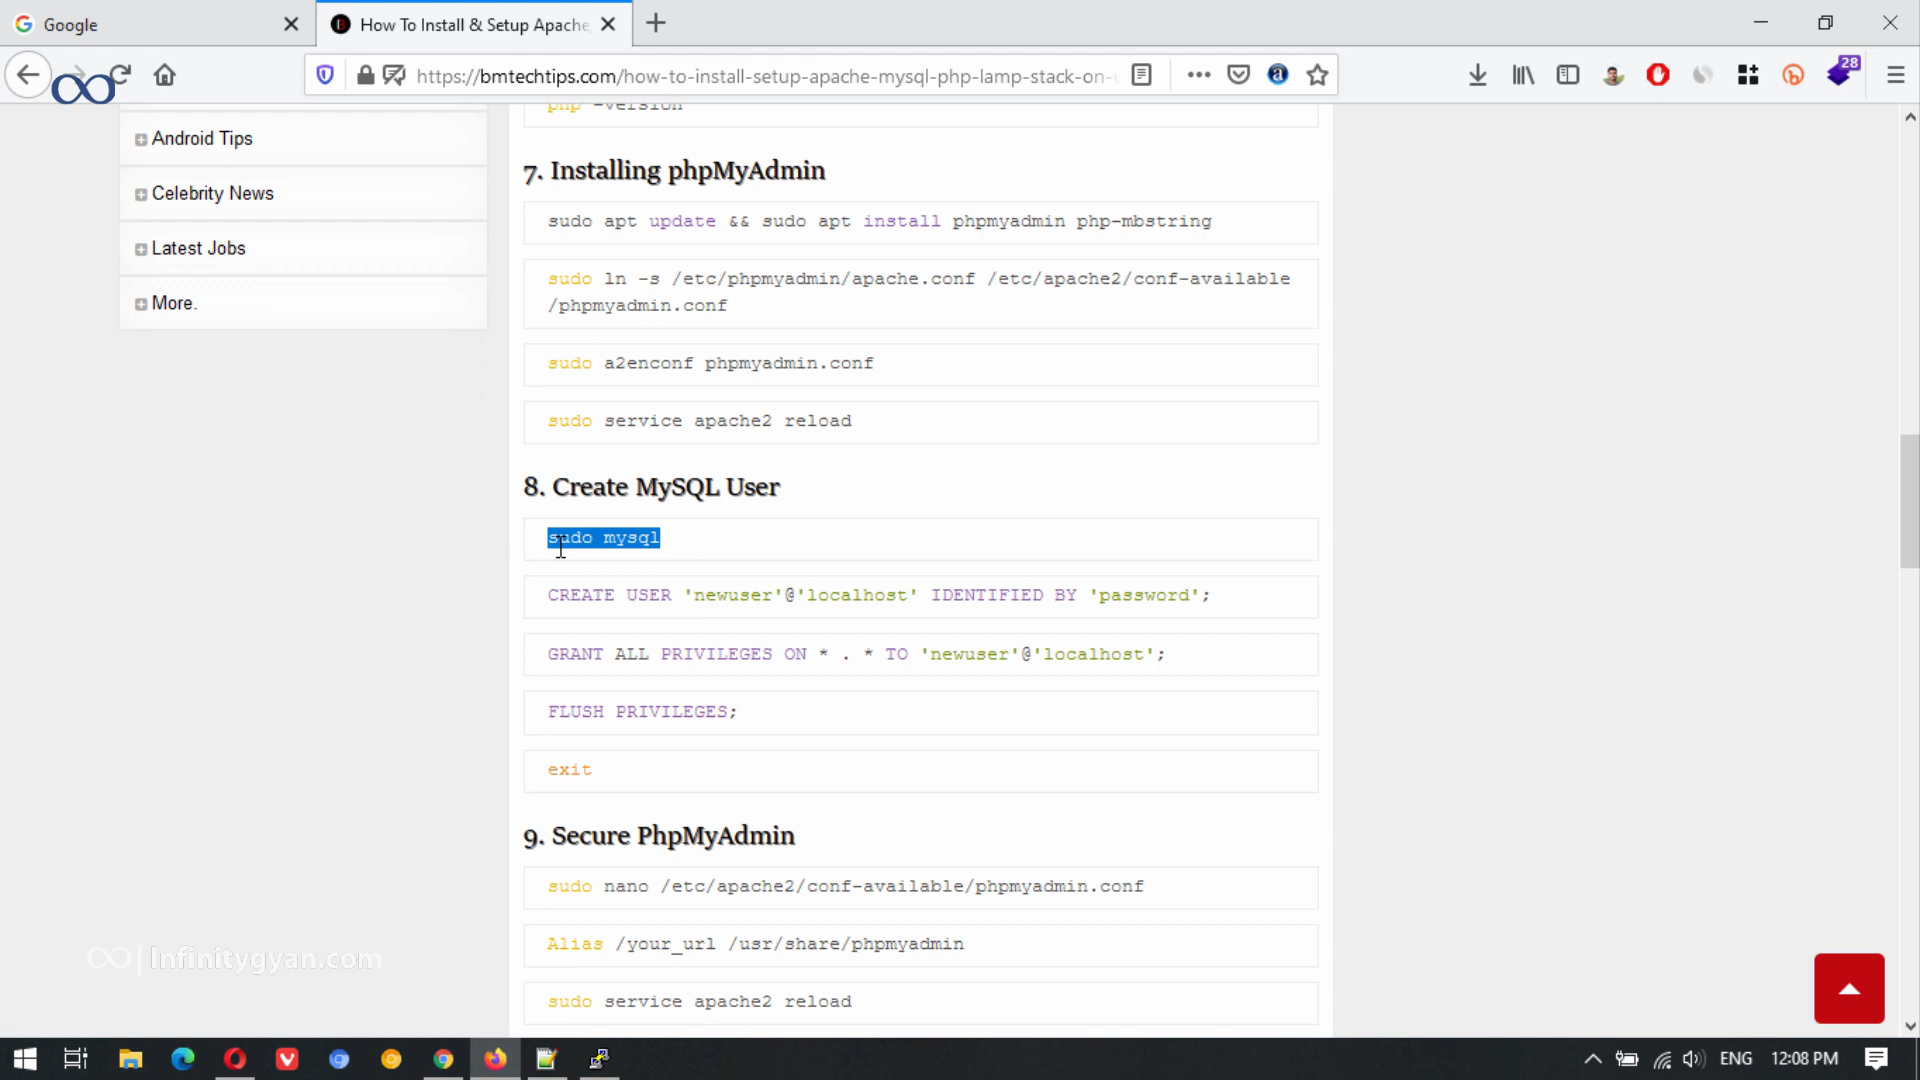 Google
How To Install & Setup Apache,
https://bmtechtips.com/how-to-install-setup-apache-mysql-php-lamp-stack-on-u
28
php -version
Android Tips
Celebrity News
Latest Jobs
More.
7. Installing phpMyAdmin
sudo apt update && sudo apt install phpmyadmin php-mbstring
sudo ln -s /etc/phpmyadmin/apache.conf /etc/apache2/conf-available
/phpmyadmin.conf
sudo a2enconf phpmyadmin.conf
sudo service apache2 reload
8. Create MySQL User
sudo mysql
CREATE USER 'newuser'@'localhost' IDENTIFIED BY 'password';
GRANT ALL PRIVILEGES ON * . * TO 'newuser'@'localhost';
FLUSH PRIVILEGES;
exit
9. Secure PhpMyAdmin
sudo nano /etc/apache2/conf-available/phpmyadmin.conf
Alias /your_url /usr/share/phpmyadmin
sudo service apache2 reload
Infinitygyan.com
ENG
12:08 PM